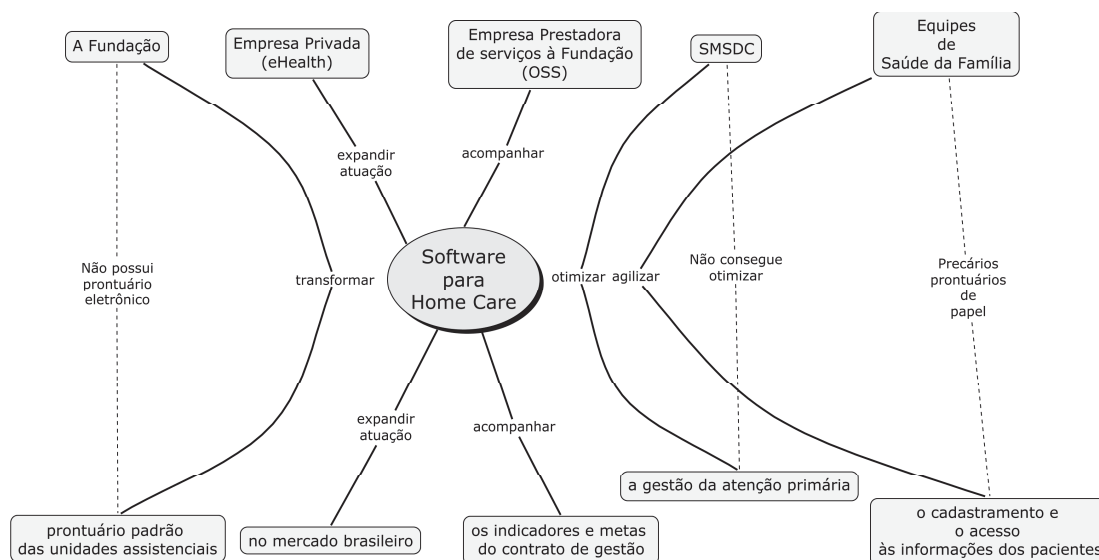 A Fundação
Empresa Privada
(eHealth)
Empresa Prestadora
de serviços à Fundação
(OSS)
SMSDC
Equipes
de
Saúde da Família
expandir
atuação
acompanhar
Não possui
prontuário
eletrônico
transformar
Software
para
Home Care
otimizar
agilizar
Não consegue
otimizar
Precários
prontuários
de
papel
expandir
atuação
acompanhar
a gestão da atenção primária
prontuário padrão
das unidades assistenciais
no mercado brasileiro
os indicadores e metas
do contrato de gestão
o cadastramento e
o acesso
às informações dos pacientes